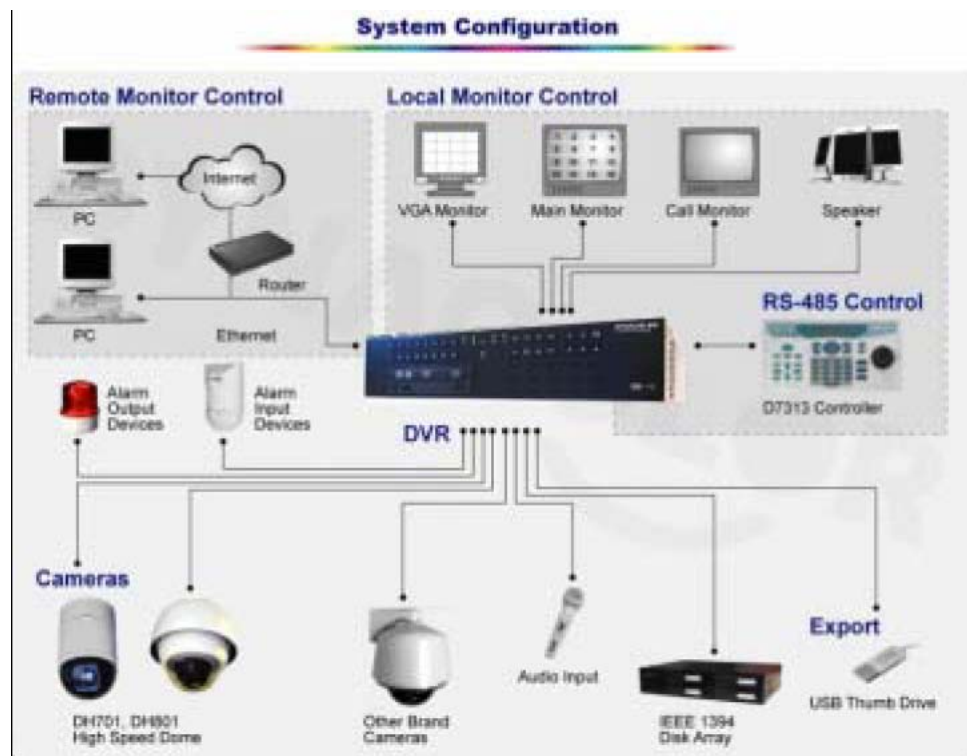 System Configuration
Remote Monitor Control
Local Monitor Control
Internet
PC
VGA Monitor
Main Monitor
Call Monitor
Speaker
Router
PC
Ethernet
RS-485 Control
D7313 Controller
Alarm
Output
Devices
Alarm
Input
Devices
DVR
Cameras
Export
DH701, DH801
High Speed Dome
Other Brand
Cameras
Audio Input
IEEE 1394
Disk Array
USB Thumb Drive